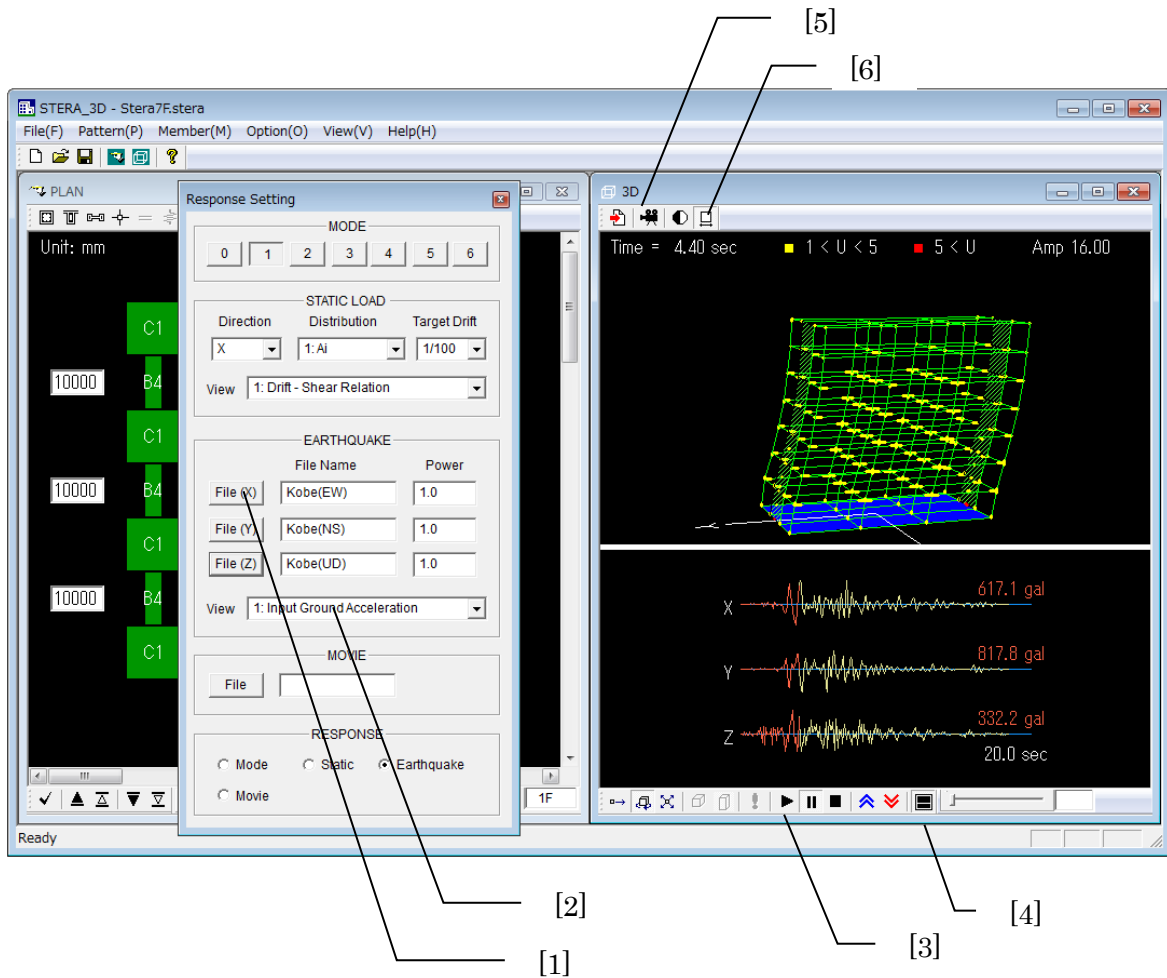 [5]
[6]
STERA_3D - Stera7F.stera
File(F) Pattern(P) Member(M) Option(O) View(V) Help(H)
PLAN
Unit: mm
C1
10000 B4
C1
10000 B4
C1
10000 B4
C1
1F
Ready
Response Setting
MODE
0 1 2 3 4 5 6
STATIC LOAD
Direction Distribution Target Drift
X 1: Ai 1/100
View 1: Drift - Shear Relation
EARTHQUAKE
File Name Power
File (X) Kobe(EW) 1.0
File (Y) Kobe(NS) 1.0
File (Z) Kobe(UD) 1.0
View 1: Input Ground Acceleration
MOVIE
File
RESPONSE
Mode Static Earthquake
Movie
3D
Time = 4.40 sec 1 < U < 5 5 < U Amp 16.00
X 617.1 gal
Y 817.8 gal
Z 332.2 gal
20.0 sec
[2]
[4]
[3]
[1]